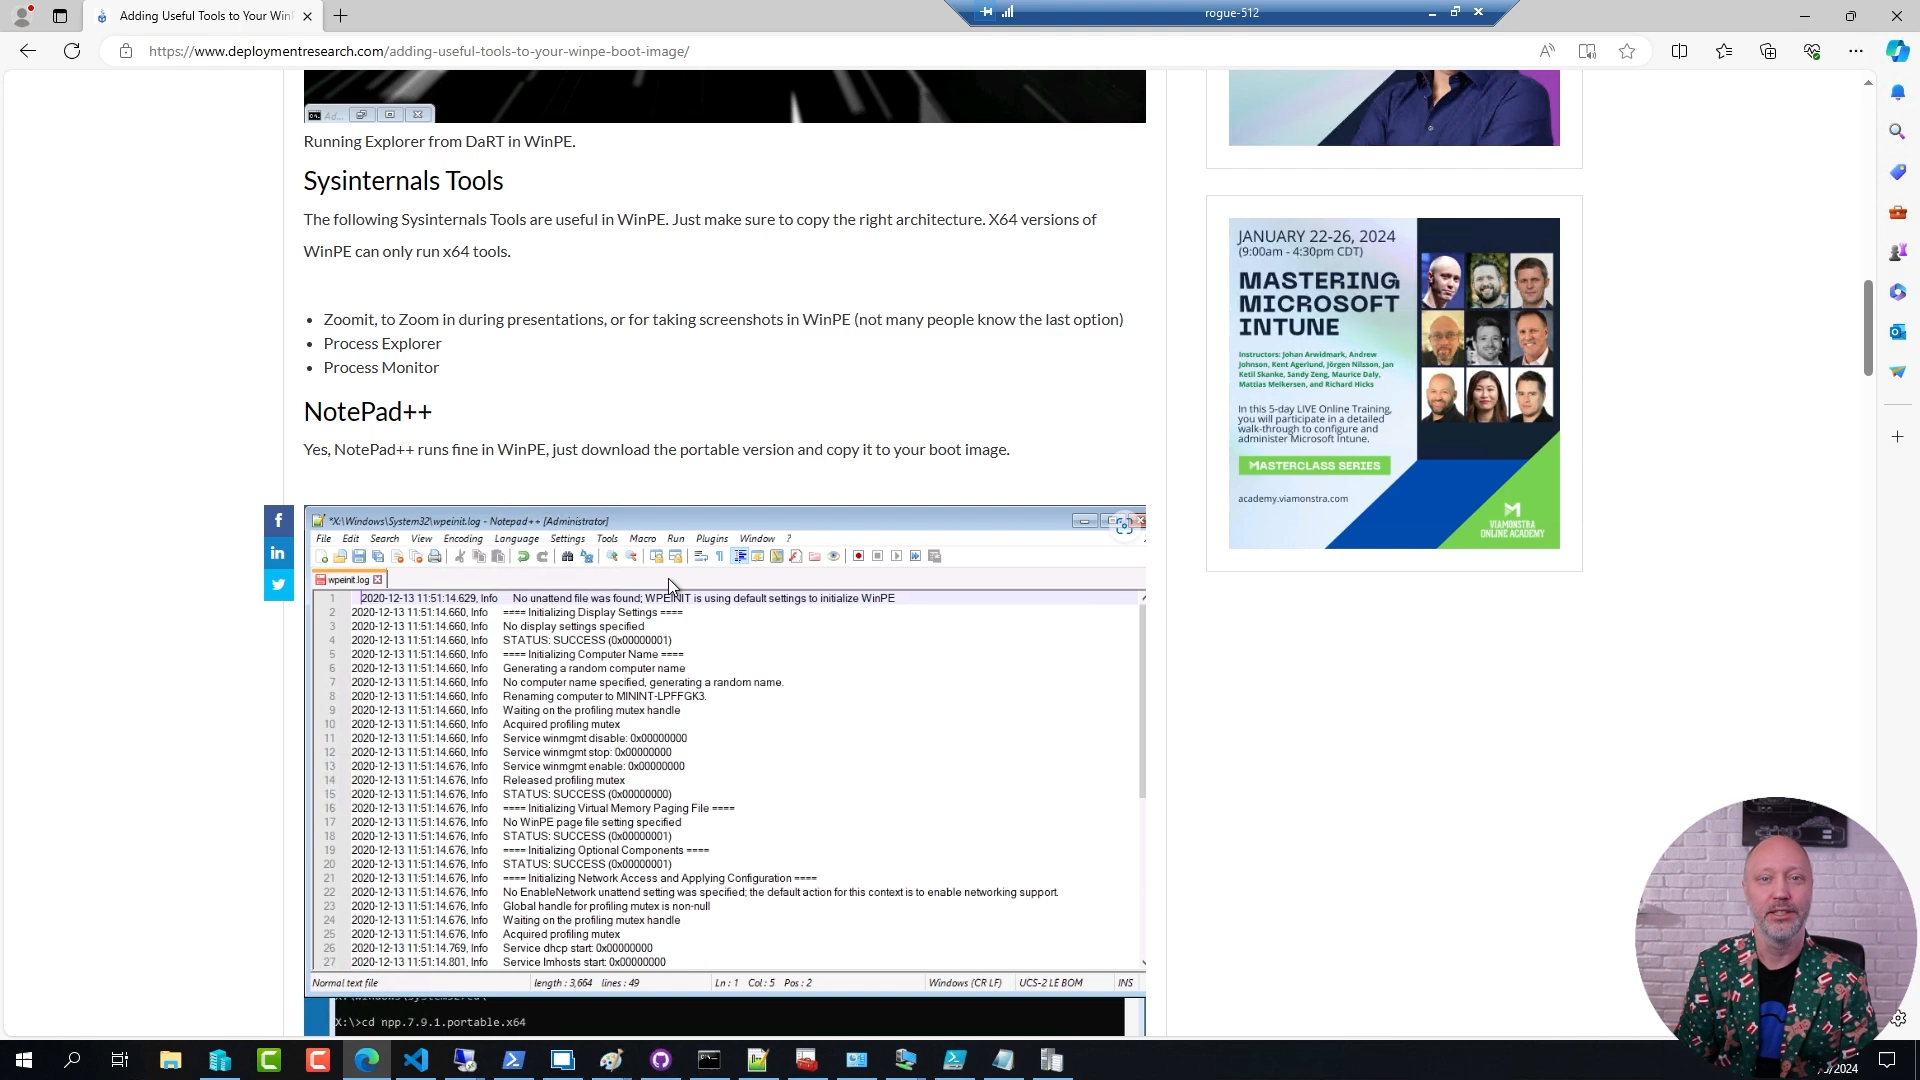 Adding Useful Tools to Your Win
rogue-512
https://www.deploymentresearch.com/adding-useful-tools-to-your-winpe-boot-image/
Ad...
Running Explorer from DaRT in WinPE.
Sysinternals Tools
The following Sysinternals Tools are useful in WinPE. Just make sure to copy the right architecture. X64 versions of
WinPE can only run x64 tools.
• Zoomit, to Zoom in during presentations, or for taking screenshots in WinPE (not many people know the last option)
• Process Explorer
• Process Monitor
NotePad++
Yes, NotePad++ runs fine in WinPE, just download the portable version and copy it to your boot image.
*X:\Windows\System32\wpeinit.log - Notepad++ [Administrator]
File Edit Search View Encoding Language Settings Tools Macro Run Plugins Window ?
wpeinit.log
1 2020-12-13 11:51:14.629, Info No unattend file was found; WPEINIT is using default settings to initialize WinPE
2 2020-12-13 11:51:14.660, Info ==== Initializing Display Settings ====
3 2020-12-13 11:51:14.660, Info No display settings specified
4 2020-12-13 11:51:14.660, Info STATUS: SUCCESS (0x00000001)
5 2020-12-13 11:51:14.660, Info ==== Initializing Computer Name ====
6 2020-12-13 11:51:14.660, Info Generating a random computer name
7 2020-12-13 11:51:14.660, Info No computer name specified, generating a random name.
8 2020-12-13 11:51:14.660, Info Renaming computer to MININT-LPFFGK3.
9 2020-12-13 11:51:14.660, Info Waiting on the profiling mutex handle
10 2020-12-13 11:51:14.660, Info Acquired profiling mutex
11 2020-12-13 11:51:14.660, Info Service winmgmt disable: 0x00000000
12 2020-12-13 11:51:14.660, Info Service winmgmt stop: 0x00000000
13 2020-12-13 11:51:14.676, Info Service winmgmt enable: 0x00000000
14 2020-12-13 11:51:14.676, Info Released profiling mutex
15 2020-12-13 11:51:14.676, Info STATUS: SUCCESS (0x00000000)
16 2020-12-13 11:51:14.676, Info ==== Initializing Virtual Memory Paging File ====
17 2020-12-13 11:51:14.676, Info No WinPE page file setting specified
18 2020-12-13 11:51:14.676, Info STATUS: SUCCESS (0x00000001)
19 2020-12-13 11:51:14.676, Info ==== Initializing Optional Components ====
20 2020-12-13 11:51:14.676, Info STATUS: SUCCESS (0x00000001)
21 2020-12-13 11:51:14.676, Info ==== Initializing Network Access and Applying Configuration ====
22 2020-12-13 11:51:14.676, Info No EnableNetwork unattend setting was specified; the default action for this context is to enable networking support.
23 2020-12-13 11:51:14.676, Info Global handle for profiling mutex is non-null
24 2020-12-13 11:51:14.676, Info Waiting on the profiling mutex handle
25 2020-12-13 11:51:14.676, Info Acquired profiling mutex
26 2020-12-13 11:51:14.769, Info Service dhcp start: 0x00000000
27 2020-12-13 11:51:14.801, Info Service lmhosts start: 0x00000000
Normal text file length : 3,664 lines : 49 Ln : 1 Col : 5 Pos : 2 Windows (CR LF) UCS-2 LE BOM INS
X:\>cd npp.7.9.1.portable.x64
JANUARY 22-26, 2024
(9:00am - 4:30pm CDT)
MASTERING
MICROSOFT
INTUNE
Instructors: Johan Arwidmark, Andrew
Johnson, Kent Agerlund, Jörgen Nilsson, Jan
Ketil Skanke, Sandy Zeng, Maurice Daly,
Mattias Melkersen, and Richard Hicks
In this 5-day LIVE Online Training,
you will participate in a detailed
walk-through to configure and
administer Microsoft Intune.
MASTERCLASS SERIES
academy.viamonstra.com
VIAMONSTRA
ONLINE ACADEMY
/2024